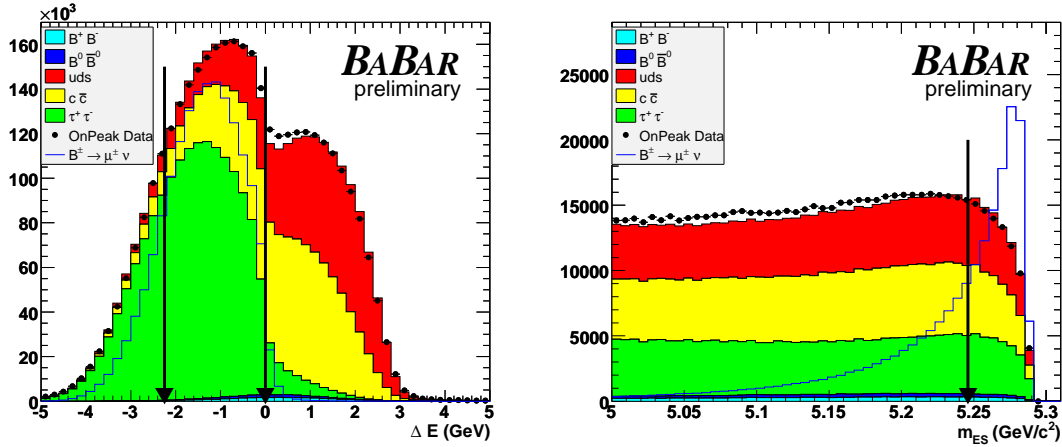 ×10³
160
140
120
100
80
60
40
20
0
-5 -4 -3 -2 -1 0 1 2 3 4 5
Δ E (GeV)
B⁺ B⁻
B⁰ B̅⁰
uds
c c̅
τ⁺ τ⁻
OnPeak Data
B± → μ± ν
BABAR
preliminary
25000
20000
15000
10000
5000
0
5 5.05 5.1 5.15 5.2 5.25 5.3
m_ES (GeV/c²)
B⁺ B⁻
B⁰ B̅⁰
uds
c c̅
τ⁺ τ⁻
OnPeak Data
B± → μ± ν
BABAR
preliminary